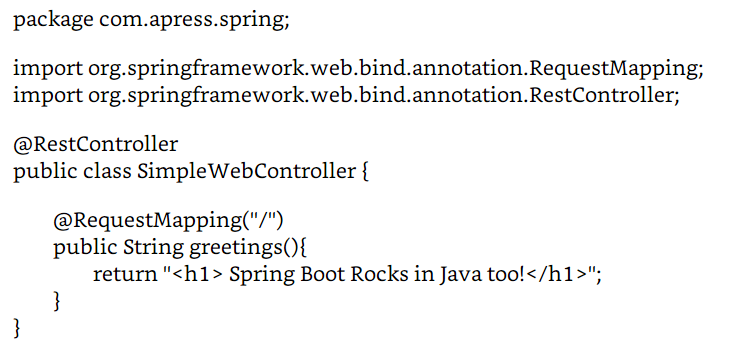 package com.apress.spring;
import org.springframework.web.bind.annotation.RequestMapping;
import org.springframework.web.bind.annotation.RestController;
@RestController
public class SimpleWebController {
@RequestMapping("/")
public String greetings(){
return "<h1> Spring Boot Rocks in Java too!</h1>";
}
}